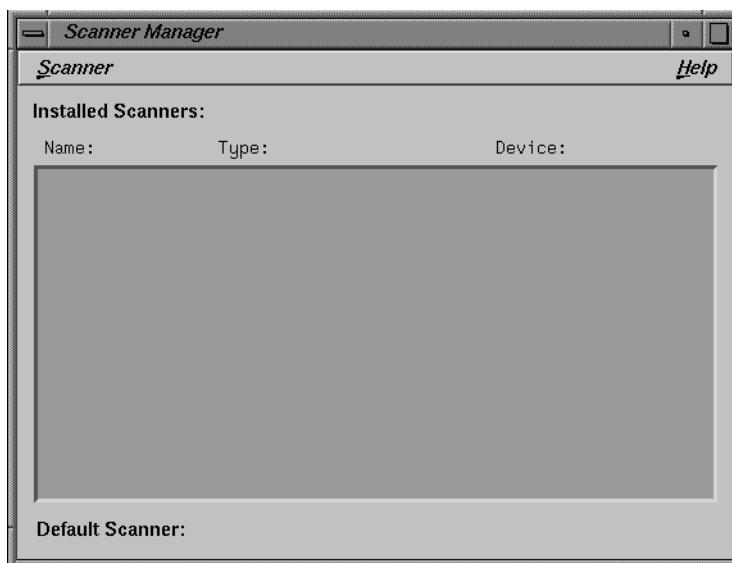 Scanner Manager
Scanner Help
Installed Scanners:
Name: Type: Device:
Default Scanner: